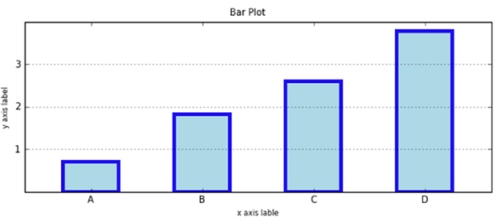 Bar Plot
3
2
1
y axis label
A B C D
x axis lable